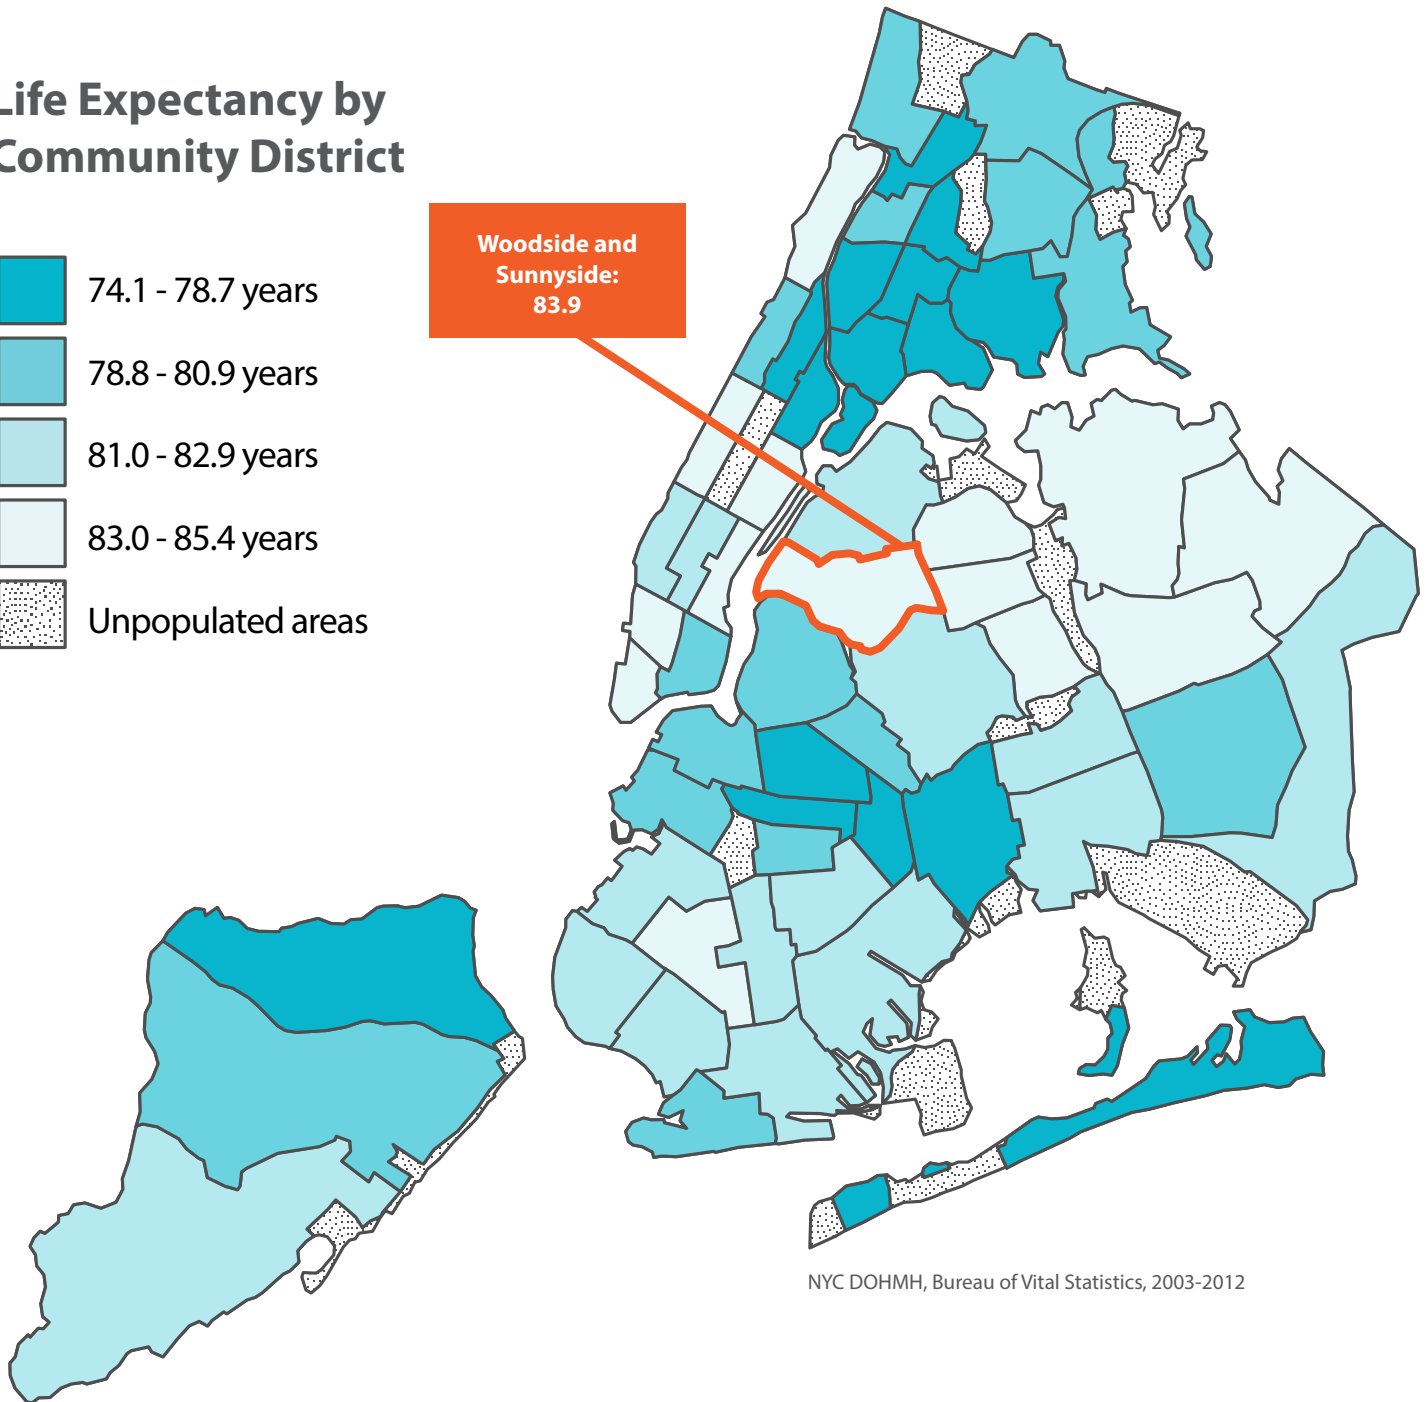 Life Expectancy by
Community District
Woodside and
Sunnyside:
83.9
74.1 - 78.7 years
78.8 - 80.9 years
81.0 - 82.9 years
83.0 - 85.4 years
Unpopulated areas
NYC DOHMH, Bureau of Vital Statistics, 2003-2012